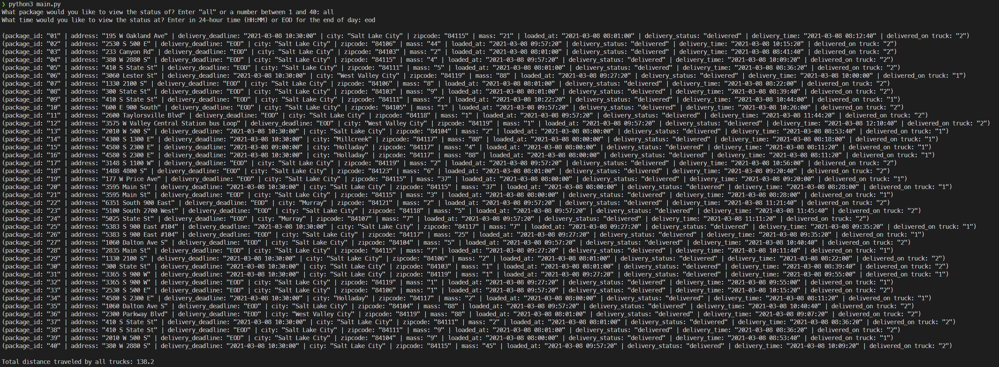 ❯ python3 main.py
What package would you like to view the status of? Enter "all" or a number between 1 and 40: all
What time would you like to view the status at? Enter in 24-hour time (HH:MM) or EOD for the end of day: eod
(package_id: "01" | address: "195 W Oakland Ave" | delivery_deadline: "2021-03-08 10:30:00" | city: "Salt Lake City" | zipcode: "84115" | mass: "21" | loaded_at: "2021-03-08 08:01:00" | delivery_status: "delivered" | delivery_time: "2021-03-08 08:12:40" | delivered_on truck: "2")
(package_id: "02" | address: "2530 S 500 E" | delivery_deadline: "EOD" | city: "Salt Lake City" | zipcode: "84106" | mass: "44" | loaded_at: "2021-03-08 09:57:20" | delivery_status: "delivered" | delivery_time: "2021-03-08 10:15:20" | delivered_on truck: "2")
(package_id: "03" | address: "233 Canyon Rd" | delivery_deadline: "EOD" | city: "Salt Lake City" | zipcode: "84103" | mass: "2" | loaded_at: "2021-03-08 08:01:00" | delivery_status: "delivered" | delivery_time: "2021-03-08 08:41:40" | delivered_on truck: "2")
(package_id: "04" | address: "380 W 2880 S" | delivery_deadline: "EOD" | city: "Salt Lake City" | zipcode: "84115" | mass: "4" | loaded_at: "2021-03-08 09:57:20" | delivery_status: "delivered" | delivery_time: "2021-03-08 10:09:20" | delivered_on truck: "2")
(package_id: "05" | address: "410 S State St" | delivery_deadline: "EOD" | city: "Salt Lake City" | zipcode: "84111" | mass: "5" | loaded_at: "2021-03-08 08:01:00" | delivery_status: "delivered" | delivery_time: "2021-03-08 08:36:20" | delivered_on truck: "2")
(package_id: "06" | address: "3060 Lester St" | delivery_deadline: "2021-03-08 10:30:00" | city: "West Valley City" | zipcode: "84119" | mass: "88" | loaded_at: "2021-03-08 09:27:20" | delivery_status: "delivered" | delivery_time: "2021-03-08 10:00:00" | delivered_on truck: "1")
(package_id: "07" | address: "1330 2100 S" | delivery_deadline: "EOD" | city: "Salt Lake City" | zipcode: "84106" | mass: "8" | loaded_at: "2021-03-08 08:01:00" | delivery_status: "delivered" | delivery_time: "2021-03-08 08:22:00" | delivered_on truck: "2")
(package_id: "08" | address: "300 State St" | delivery_deadline: "EOD" | city: "Salt Lake City" | zipcode: "84103" | mass: "9" | loaded_at: "2021-03-08 08:01:00" | delivery_status: "delivered" | delivery_time: "2021-03-08 08:39:40" | delivered_on truck: "2")
(package_id: "09" | address: "410 S State St" | delivery_deadline: "EOD" | city: "Salt Lake City" | zipcode: "84111" | mass: "2" | loaded_at: "2021-03-08 10:22:20" | delivery_status: "delivered" | delivery_time: "2021-03-08 10:44:00" | delivered_on truck: "1")
(package_id: "10" | address: "600 E 900 South" | delivery_deadline: "EOD" | city: "Salt Lake City" | zipcode: "84105" | mass: "1" | loaded_at: "2021-03-08 09:57:20" | delivery_status: "delivered" | delivery_time: "2021-03-08 10:26:00" | delivered_on truck: "2")
(package_id: "11" | address: "2600 Taylorsville Blvd" | delivery_deadline: "EOD" | city: "Salt Lake City" | zipcode: "84118" | mass: "1" | loaded_at: "2021-03-08 09:57:20" | delivery_status: "delivered" | delivery_time: "2021-03-08 11:44:20" | delivered_on truck: "2")
(package_id: "12" | address: "3575 W Valley Central Station bus Loop" | delivery_deadline: "EOD" | city: "West Valley City" | zipcode: "84119" | mass: "1" | loaded_at: "2021-03-08 09:57:20" | delivery_status: "delivered" | delivery_time: "2021-03-08 12:10:40" | delivered_on truck: "2")
(package_id: "13" | address: "2010 W 500 S" | delivery_deadline: "2021-03-08 10:30:00" | city: "Salt Lake City" | zipcode: "84104" | mass: "2" | loaded_at: "2021-03-08 08:00:00" | delivery_status: "delivered" | delivery_time: "2021-03-08 08:53:40" | delivered_on truck: "1")
(package_id: "14" | address: "4300 S 1300 E" | delivery_deadline: "2021-03-08 10:30:00" | city: "Millcreek" | zipcode: "84117" | mass: "88" | loaded_at: "2021-03-08 08:00:00" | delivery_status: "delivered" | delivery_time: "2021-03-08 08:18:00" | delivered_on truck: "1")
(package_id: "15" | address: "4580 S 2300 E" | delivery_deadline: "2021-03-08 09:00:00" | city: "Holladay" | zipcode: "84117" | mass: "4" | loaded_at: "2021-03-08 08:00:00" | delivery_status: "delivered" | delivery_time: "2021-03-08 08:11:20" | delivered_on truck: "1")
(package_id: "16" | address: "4580 S 2300 E" | delivery_deadline: "2021-03-08 10:30:00" | city: "Holladay" | zipcode: "84117" | mass: "88" | loaded_at: "2021-03-08 08:00:00" | delivery_status: "delivered" | delivery_time: "2021-03-08 08:11:20" | delivered_on truck: "1")
(package_id: "17" | address: "3148 S 1100 W" | delivery_deadline: "EOD" | city: "Salt Lake City" | zipcode: "84119" | mass: "2" | loaded_at: "2021-03-08 09:57:20" | delivery_status: "delivered" | delivery_time: "2021-03-08 10:56:00" | delivered_on truck: "2")
(package_id: "18" | address: "1488 4800 S" | delivery_deadline: "EOD" | city: "Salt Lake City" | zipcode: "84123" | mass: "6" | loaded_at: "2021-03-08 08:01:00" | delivery_status: "delivered" | delivery_time: "2021-03-08 09:20:40" | delivered_on truck: "2")
(package_id: "19" | address: "177 W Price Ave" | delivery_deadline: "EOD" | city: "Salt Lake City" | zipcode: "84115" | mass: "37" | loaded_at: "2021-03-08 08:00:00" | delivery_status: "delivered" | delivery_time: "2021-03-08 09:20:00" | delivered_on truck: "1")
(package_id: "20" | address: "3595 Main St" | delivery_deadline: "2021-03-08 10:30:00" | city: "Salt Lake City" | zipcode: "84115" | mass: "37" | loaded_at: "2021-03-08 08:00:00" | delivery_status: "delivered" | delivery_time: "2021-03-08 08:28:00" | delivered_on truck: "1")
(package_id: "21" | address: "3595 Main St" | delivery_deadline: "EOD" | city: "Salt Lake City" | zipcode: "84115" | mass: "3" | loaded_at: "2021-03-08 08:00:00" | delivery_status: "delivered" | delivery_time: "2021-03-08 08:28:00" | delivered_on truck: "1")
(package_id: "22" | address: "6351 South 900 East" | delivery_deadline: "EOD" | city: "Murray" | zipcode: "84121" | mass: "2" | loaded_at: "2021-03-08 09:57:20" | delivery_status: "delivered" | delivery_time: "2021-03-08 11:21:40" | delivered_on truck: "2")
(package_id: "23" | address: "5100 South 2700 West" | delivery_deadline: "EOD" | city: "Salt Lake City" | zipcode: "84118" | mass: "5" | loaded_at: "2021-03-08 09:57:20" | delivery_status: "delivered" | delivery_time: "2021-03-08 11:45:40" | delivered_on truck: "2")
(package_id: "24" | address: "5025 State St" | delivery_deadline: "EOD" | city: "Murray" | zipcode: "84107" | mass: "7" | loaded_at: "2021-03-08 09:57:20" | delivery_status: "delivered" | delivery_time: "2021-03-08 11:11:20" | delivered_on truck: "2")
(package_id: "25" | address: "5383 S 900 East #104" | delivery_deadline: "2021-03-08 10:30:00" | city: "Salt Lake City" | zipcode: "84117" | mass: "7" | loaded_at: "2021-03-08 09:27:20" | delivery_status: "delivered" | delivery_time: "2021-03-08 09:35:20" | delivered_on truck: "1")
(package_id: "26" | address: "5383 S 900 East #104" | delivery_deadline: "EOD" | city: "Salt Lake City" | zipcode: "84117" | mass: "25" | loaded_at: "2021-03-08 09:27:20" | delivery_status: "delivered" | delivery_time: "2021-03-08 09:35:20" | delivered_on truck: "1")
(package_id: "27" | address: "1060 Dalton Ave S" | delivery_deadline: "EOD" | city: "Salt Lake City" | zipcode: "84104" | mass: "5" | loaded_at: "2021-03-08 09:57:20" | delivery_status: "delivered" | delivery_time: "2021-03-08 10:40:40" | delivered_on truck: "2")
(package_id: "28" | address: "2835 Main St" | delivery_deadline: "EOD" | city: "Salt Lake City" | zipcode: "84115" | mass: "7" | loaded_at: "2021-03-08 09:27:20" | delivery_status: "delivered" | delivery_time: "2021-03-08 10:11:40" | delivered_on truck: "1")
(package_id: "29" | address: "1330 2100 S" | delivery_deadline: "2021-03-08 10:30:00" | city: "Salt Lake City" | zipcode: "84106" | mass: "2" | loaded_at: "2021-03-08 08:01:00" | delivery_status: "delivered" | delivery_time: "2021-03-08 08:22:00" | delivered_on truck: "2")
(package_id: "30" | address: "300 State St" | delivery_deadline: "2021-03-08 10:30:00" | city: "Salt Lake City" | zipcode: "84103" | mass: "1" | loaded_at: "2021-03-08 08:01:00" | delivery_status: "delivered" | delivery_time: "2021-03-08 08:39:40" | delivered_on truck: "2")
(package_id: "31" | address: "3365 S 900 W" | delivery_deadline: "2021-03-08 10:30:00" | city: "Salt Lake City" | zipcode: "84119" | mass: "1" | loaded_at: "2021-03-08 09:27:20" | delivery_status: "delivered" | delivery_time: "2021-03-08 09:55:00" | delivered_on truck: "1")
(package_id: "32" | address: "3365 S 900 W" | delivery_deadline: "EOD" | city: "Salt Lake City" | zipcode: "84119" | mass: "1" | loaded_at: "2021-03-08 09:27:20" | delivery_status: "delivered" | delivery_time: "2021-03-08 09:55:00" | delivered_on truck: "1")
(package_id: "33" | address: "2530 S 500 E" | delivery_deadline: "EOD" | city: "Salt Lake City" | zipcode: "84106" | mass: "1" | loaded_at: "2021-03-08 09:57:20" | delivery_status: "delivered" | delivery_time: "2021-03-08 10:15:20" | delivered_on truck: "2")
(package_id: "34" | address: "4580 S 2300 E" | delivery_deadline: "2021-03-08 10:30:00" | city: "Holladay" | zipcode: "84117" | mass: "2" | loaded_at: "2021-03-08 08:00:00" | delivery_status: "delivered" | delivery_time: "2021-03-08 08:11:20" | delivered_on truck: "1")
(package_id: "35" | address: "1060 Dalton Ave S" | delivery_deadline: "EOD" | city: "Salt Lake City" | zipcode: "84104" | mass: "88" | loaded_at: "2021-03-08 09:57:20" | delivery_status: "delivered" | delivery_time: "2021-03-08 10:40:40" | delivered_on truck: "2")
(package_id: "36" | address: "2300 Parkway Blvd" | delivery_deadline: "EOD" | city: "West Valley City" | zipcode: "84119" | mass: "88" | loaded_at: "2021-03-08 08:01:00" | delivery_status: "delivered" | delivery_time: "2021-03-08 09:07:20" | delivered_on truck: "2")
(package_id: "37" | address: "410 S State St" | delivery_deadline: "2021-03-08 10:30:00" | city: "Salt Lake City" | zipcode: "84111" | mass: "2" | loaded_at: "2021-03-08 08:01:00" | delivery_status: "delivered" | delivery_time: "2021-03-08 08:36:20" | delivered_on truck: "2")
(package_id: "38" | address: "410 S State St" | delivery_deadline: "EOD" | city: "Salt Lake City" | zipcode: "84111" | mass: "9" | loaded_at: "2021-03-08 08:01:00" | delivery_status: "delivered" | delivery_time: "2021-03-08 08:36:20" | delivered_on truck: "2")
(package_id: "39" | address: "2010 W 500 S" | delivery_deadline: "EOD" | city: "Salt Lake City" | zipcode: "84104" | mass: "9" | loaded_at: "2021-03-08 08:00:00" | delivery_status: "delivered" | delivery_time: "2021-03-08 08:53:40" | delivered_on truck: "1")
(package_id: "40" | address: "380 W 2880 S" | delivery_deadline: "2021-03-08 10:30:00" | city: "Salt Lake City" | zipcode: "84115" | mass: "45" | loaded_at: "2021-03-08 09:57:20" | delivery_status: "delivered" | delivery_time: "2021-03-08 10:09:20" | delivered_on truck: "2")
Total distance traveled by all trucks: 138.2